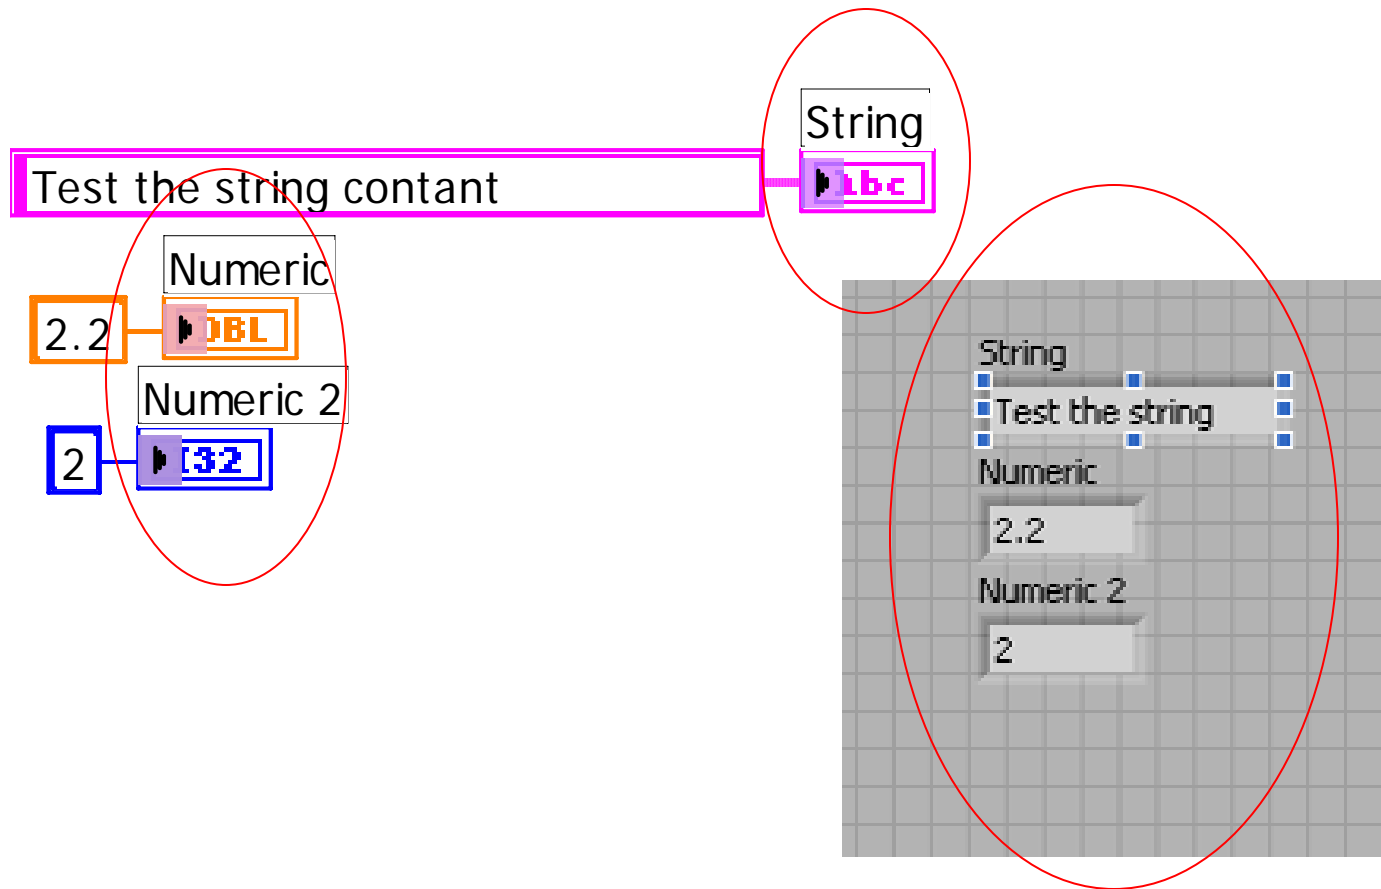 String
Test the string contant
abc
Numeric
2.2
DBL
Numeric 2
2
I32
String
Test the string
Numeric
2.2
Numeric 2
2